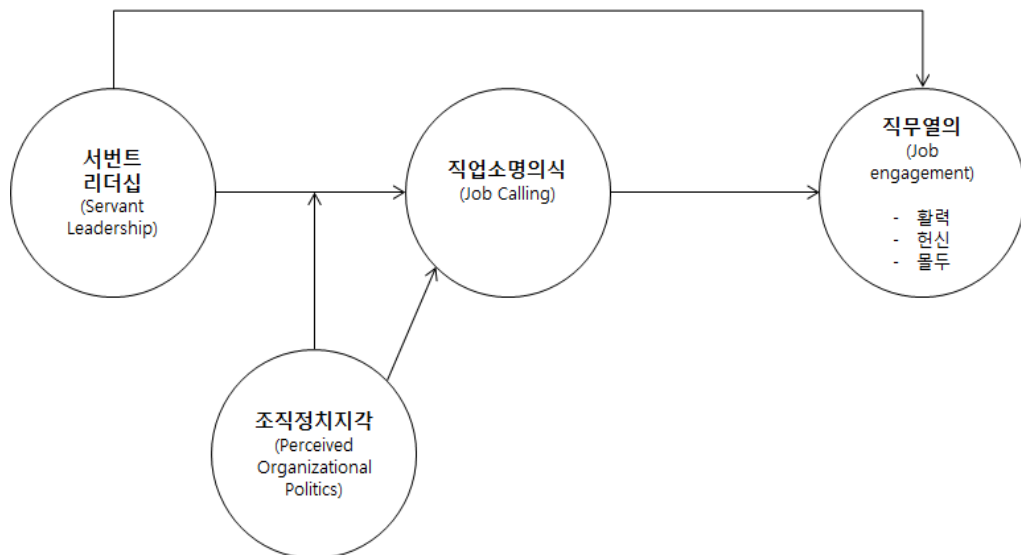 서번트
리더십
(Servant
Leadership)
직업소명의식
(Job Calling)
직무열의
(Job
engagement)
- 활력
- 헌신
- 몰두
조직정치지각
(Perceived
Organizational
Politics)